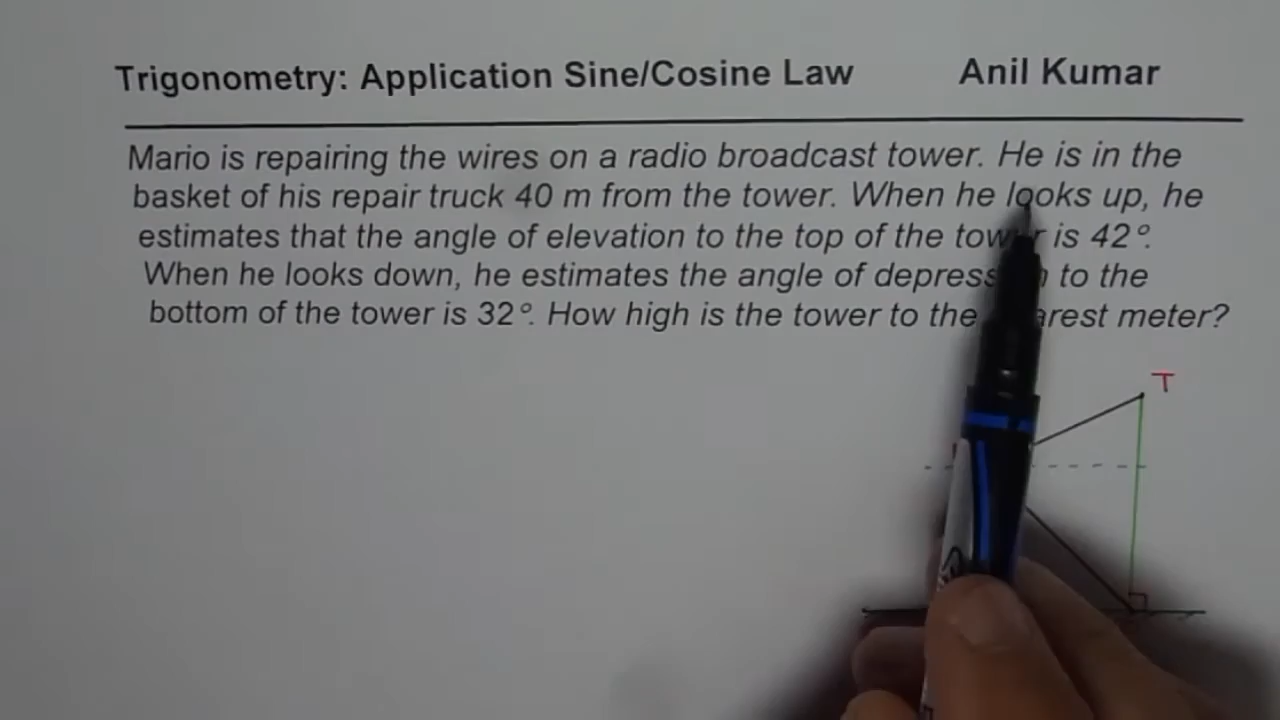 Trigonometry: Application Sine/Cosine Law Anil Kumar
Mario is repairing the wires on a radio broadcast tower. He is in the
basket of his repair truck 40 m from the tower. When he looks up, he
estimates that the angle of elevation to the top of the tower is 42°.
When he looks down, he estimates the angle of depression to the
bottom of the tower is 32°. How high is the tower to the nearest meter?
T